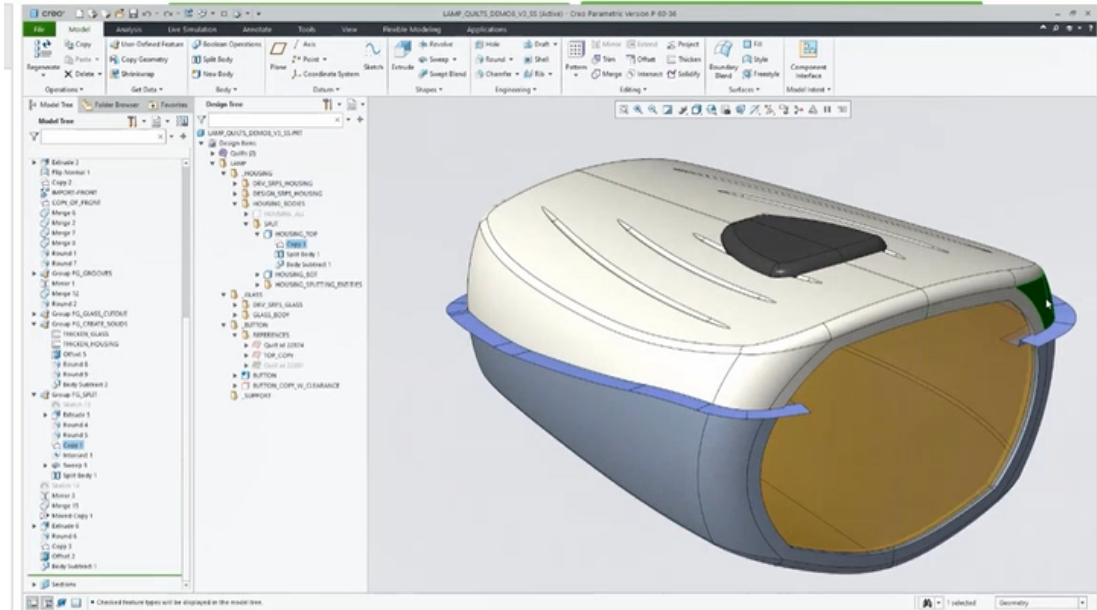 creo
LAMP_QUILTS_DEMO8_V3_SS (Active) - Creo Parametric Version P-60-36
File Model Analysis Live Simulation Annotate Tools View Flexible Modeling Applications
Regenerate
Copy
Paste
Delete
Operations
User-Defined Feature
Copy Geometry
Shrinkwrap
Get Data
Boolean Operations
Split Body
New Body
Body
Plane
Axis
Point
Coordinate System
Datum
Sketch
Extrude
Revolve
Sweep
Swept Blend
Shapes
Hole
Round
Chamfer
Draft
Shell
Rib
Engineering
Pattern
Mirror
Trim
Merge
Extend
Offset
Intersect
Project
Thicken
Solidify
Editing
Boundary
Blend
Fill
Style
Freestyle
Surfaces
Component
Interface
Model Intent
Model Tree Folder Browser Favorites
Model Tree
Extrude 2
Flip Normal 1
Copy 2
IMPORT-FRONT
COPY_OF_FRONT
Merge 6
Merge 2
Merge 7
Merge 3
Round 1
Round 7
Group FG_GROOVES
Mirror 1
Merge 12
Round 2
Group FG_GLASS_CUTOUT
Group FG_CREATE_SOLIDS
THICKEN_GLASS
THICKEN_HOUSING
Offset 5
Round 8
Round 9
Body Subtract 2
Group FG_SPLIT
Extrude 5
Round 4
Round 5
Copy 1
Intersect 1
Split Body 1
Mirror 3
Merge 15
Moved Copy 1
Extrude 6
Round 6
Copy 3
Offset 2
Body Subtract 1
Sections
Design Tree
LAMP_QUILTS_DEMO8_V3_SS.PRT
Design Items
Quilts (2)
LAMP
_HOUSING
DRV_SRFS_HOUSING
DESIGN_SRFS_HOUSING
HOUSING_BODIES
HOUSING_ALL
SPLIT
HOUSING_TOP
Copy 1
Split Body 1
Body Subtract 1
HOUSING_BOT
HOUSING_SPLITTING_ENTITIES
_GLASS
DRV_SRFS_GLASS
GLASS_BODY
_BUTTON
REFERENCES
TOP_COPY
BUTTON
BUTTON_COPY_W_CLEARANCE
_SUPPORT
Checked feature types will be displayed in the model tree.
1 selected
Geometry